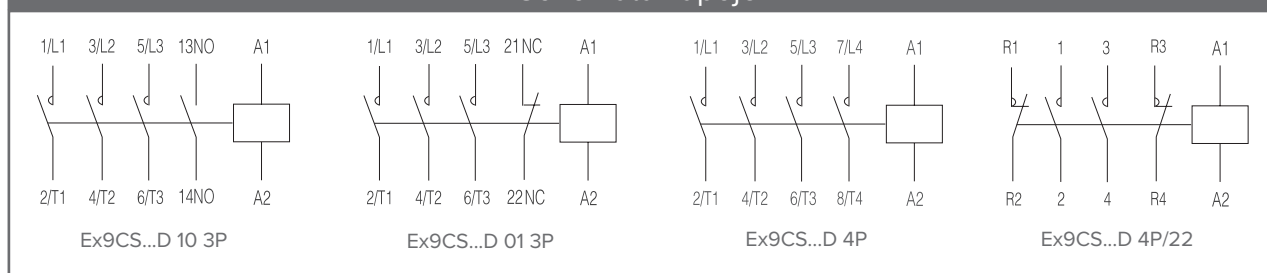 1/L1 3/L2 5/L3 13NO A1
2/T1 4/T2 6/T3 14NO A2
Ex9CS...D 10 3P
1/L1 3/L2 5/L3 21NC A1
2/T1 4/T2 6/T3 22NC A2
Ex9CS...D 01 3P
1/L1 3/L2 5/L3 7/L4 A1
2/T1 4/T2 6/T3 8/T4 A2
Ex9CS...D 4P
R1 1 3 R3 A1
R2 2 4 R4 A2
Ex9CS...D 4P/22